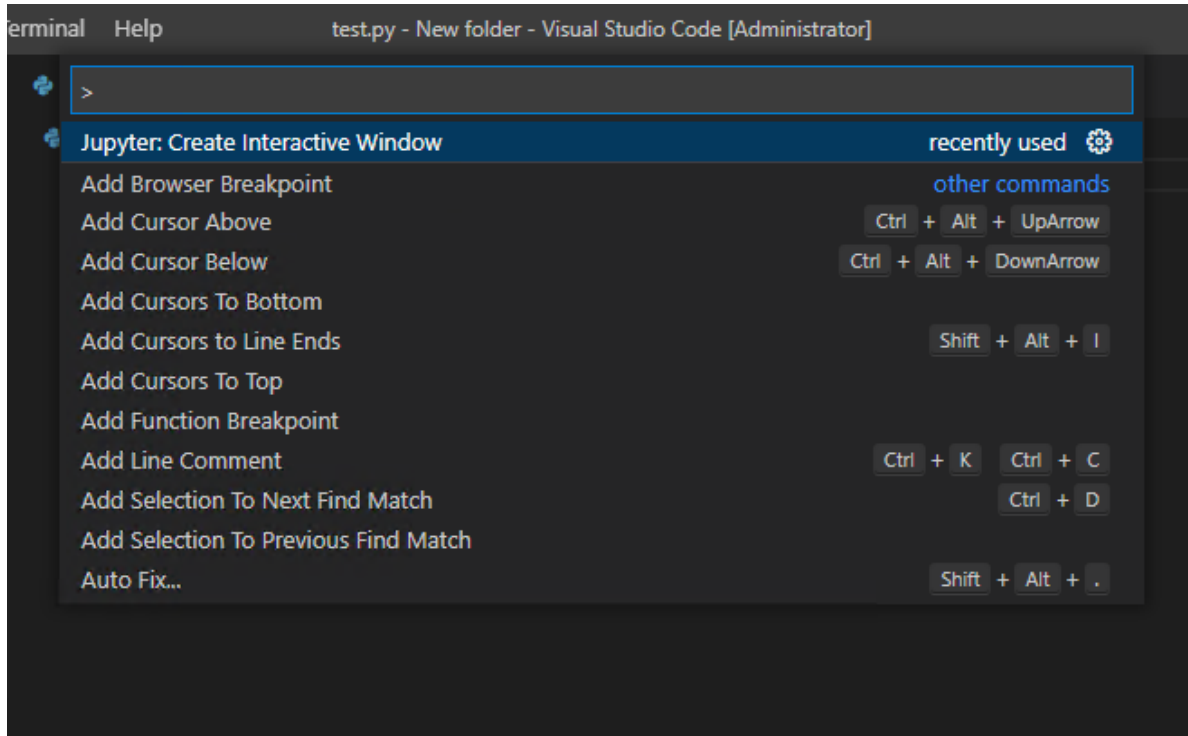 Terminal Help test.py - New folder - Visual Studio Code [Administrator]
>
Jupyter: Create Interactive Window recently used
Add Browser Breakpoint other commands
Add Cursor Above Ctrl + Alt + UpArrow
Add Cursor Below Ctrl + Alt + DownArrow
Add Cursors To Bottom
Add Cursors to Line Ends Shift + Alt + I
Add Cursors To Top
Add Function Breakpoint
Add Line Comment Ctrl + K Ctrl + C
Add Selection To Next Find Match Ctrl + D
Add Selection To Previous Find Match
Auto Fix... Shift + Alt + .